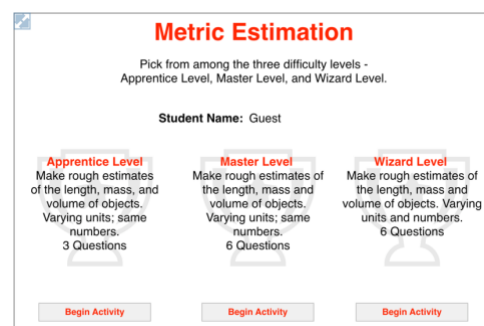 Metric Estimation
Pick from among the three difficulty levels -
Apprentice Level, Master Level, and Wizard Level.
Student Name: Guest
Apprentice Level
Make rough estimates
of the length, mass, and
volume of objects.
Varying units; same
numbers.
3 Questions
Master Level
Make rough estimates of
the length, mass and
volume of objects.
Varying units; same
numbers.
6 Questions
Wizard Level
Make rough estimates of
the length, mass and
volume of objects. Varying
units and numbers.
6 Questions
Begin Activity
Begin Activity
Begin Activity